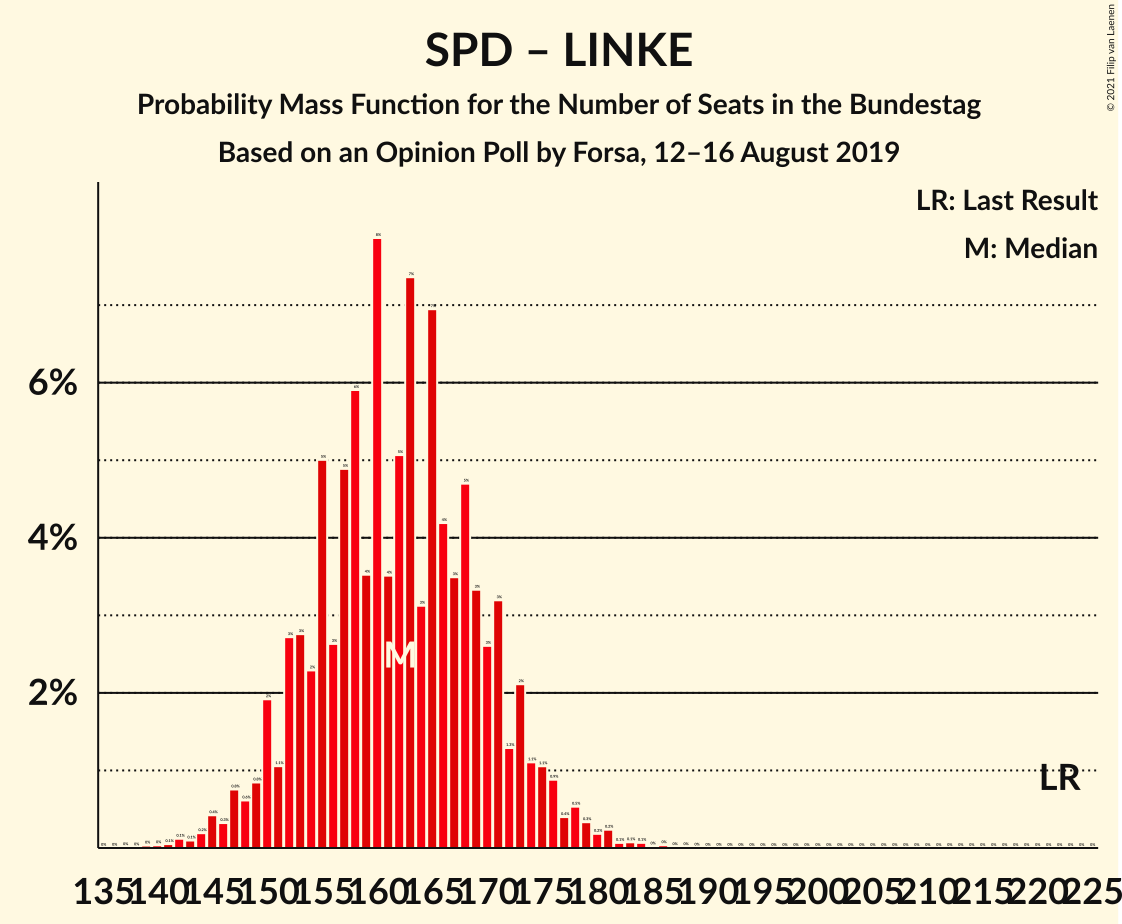 SPD – LINKE
Probability Mass Function for the Number of Seats in the Bundestag
Based on an Opinion Poll by Forsa, 12–16 August 2019
© 2021 Filip van Laenen
LR: Last Result
M: Median
6%
4%
2%
M
LR
135 140 145 150 155 160 165 170 175 180 185 190 195 200 205 210 215 220 225